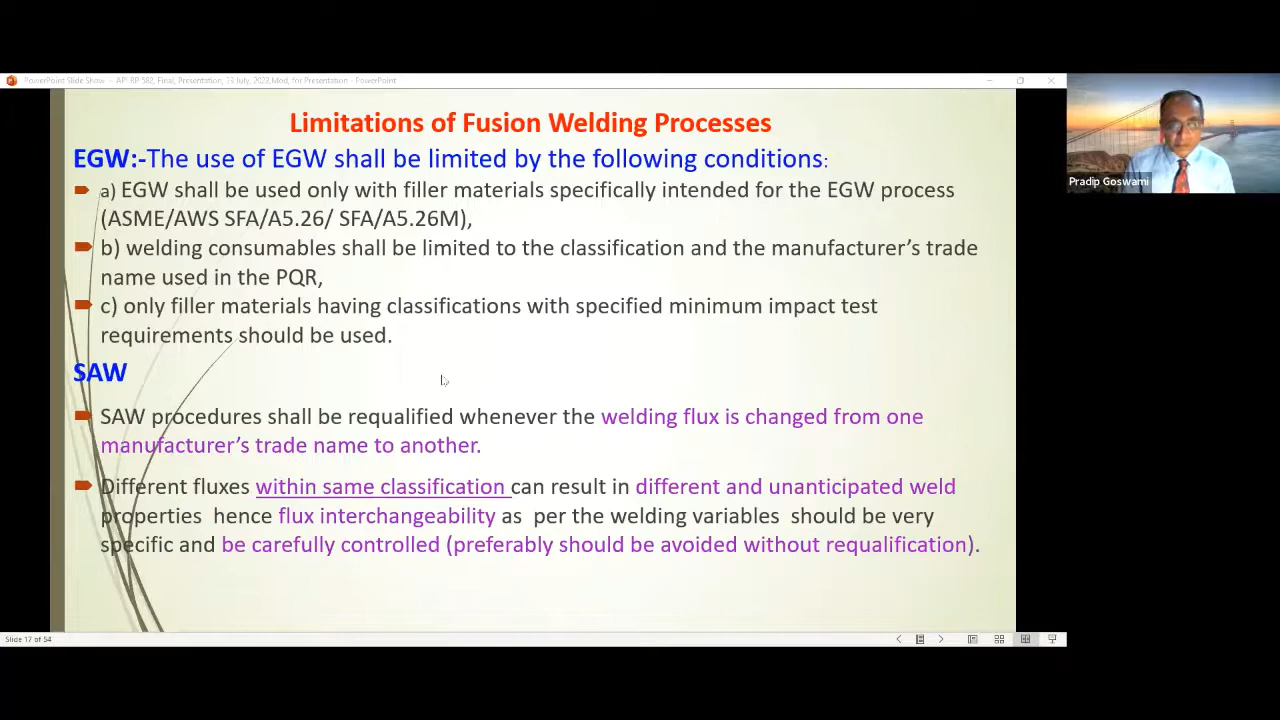 PowerPoint Slide Show - API RP 582, Final, Presentation, 13 July, 2022,Mod, for Presentation - PowerPoint
Limitations of Fusion Welding Processes
EGW:-The use of EGW shall be limited by the following conditions:
a) EGW shall be used only with filler materials specifically intended for the EGW process
(ASME/AWS SFA/A5.26/ SFA/A5.26M),
b) welding consumables shall be limited to the classification and the manufacturer’s trade
name used in the PQR,
c) only filler materials having classifications with specified minimum impact test
requirements should be used.
SAW
SAW procedures shall be requalified whenever the welding flux is changed from one
manufacturer’s trade name to another.
Different fluxes within same classification can result in different and unanticipated weld
properties hence flux interchangeability as per the welding variables should be very
specific and be carefully controlled (preferably should be avoided without requalification).
Slide 17 of 54
Pradip Goswami